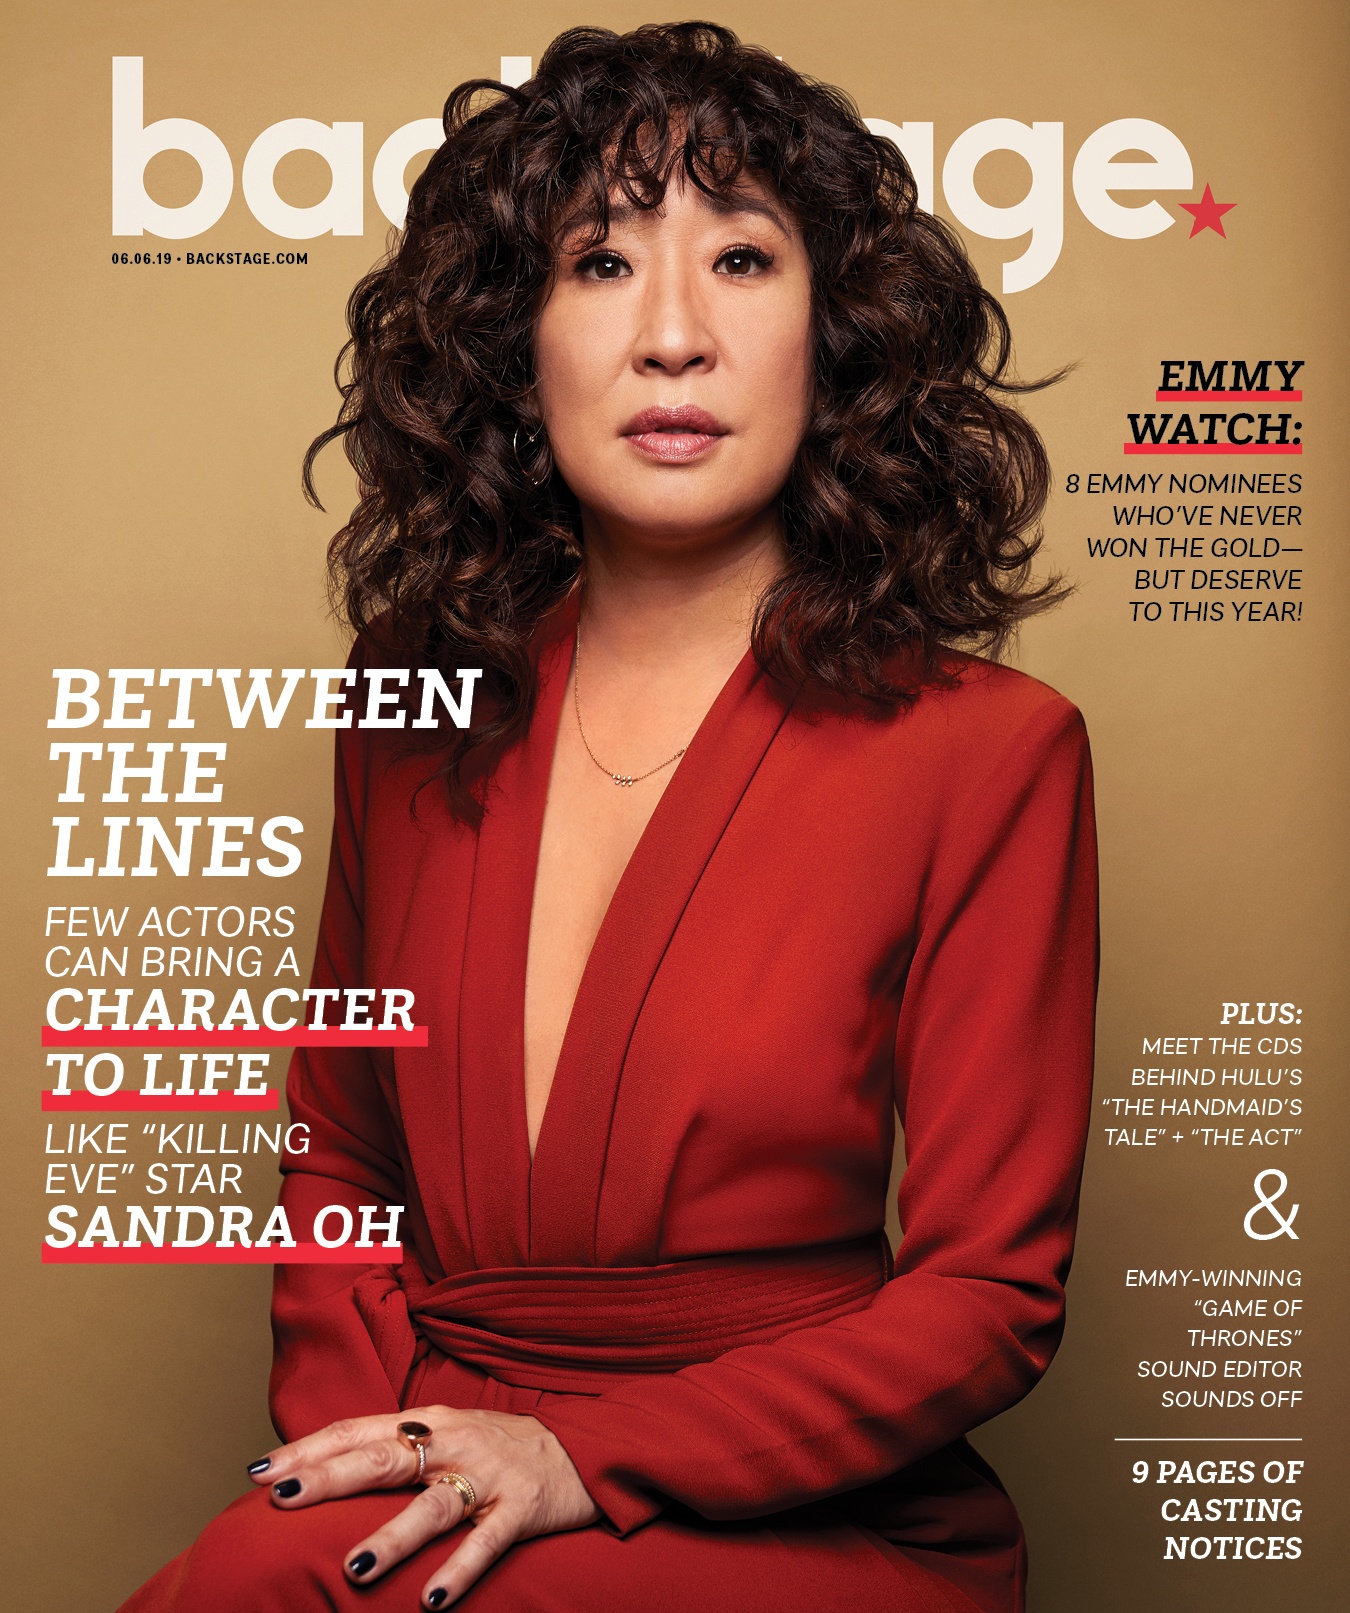 backstage.
06.06.19 • BACKSTAGE.COM
EMMY
WATCH:
8 EMMY NOMINEES
WHO'VE NEVER
WON THE GOLD—
BUT DESERVE
TO THIS YEAR!
BETWEEN
THE
LINES
FEW ACTORS
CAN BRING A
CHARACTER
TO LIFE
LIKE “KILLING
EVE” STAR
SANDRA OH
PLUS:
MEET THE CDS
BEHIND HULU'S
“THE HANDMAID'S
TALE” + “THE ACT”
&
EMMY-WINNING
“GAME OF
THRONES”
SOUND EDITOR
SOUNDS OFF
9 PAGES OF
CASTING
NOTICES